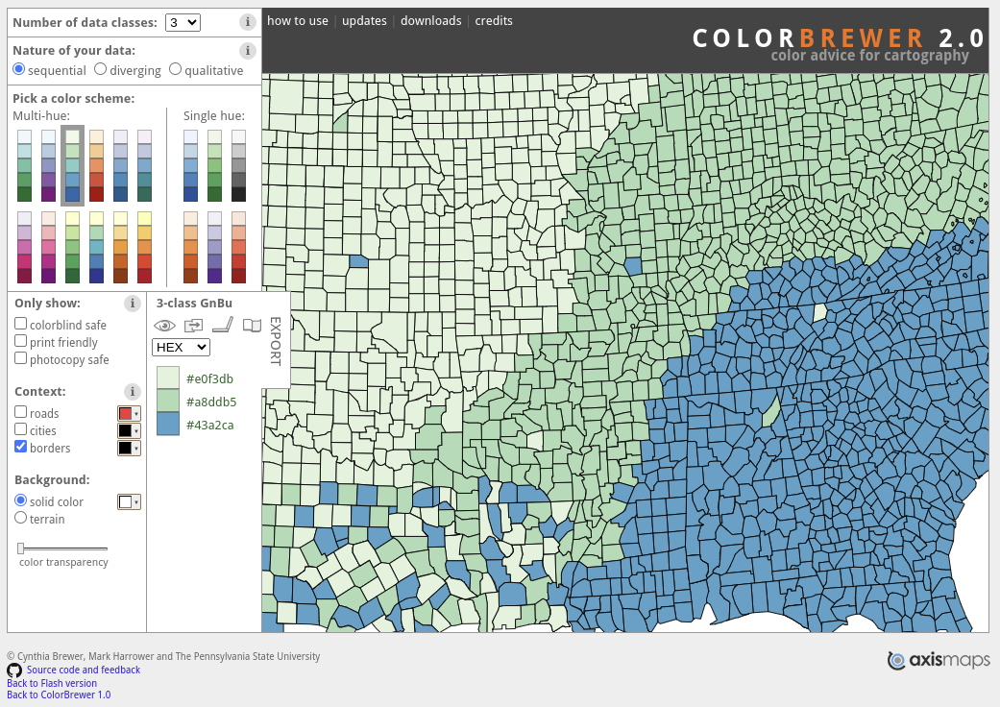 Number of data classes: 3 i
how to use | updates | downloads | credits
COLORBREWER 2.0
color advice for cartography
Nature of your data: i
sequential diverging qualitative
Pick a color scheme:
Multi-hue: Single hue:
Only show: i
colorblind safe
print friendly
photocopy safe
Context: i
roads
cities
borders
Background:
solid color
terrain
color transparency
3-class GnBu
EXPORT
HEX
#e0f3db
#a8ddb5
#43a2ca
© Cynthia Brewer, Mark Harrower and The Pennsylvania State University
Source code and feedback
Back to Flash version
Back to ColorBrewer 1.0
axismaps